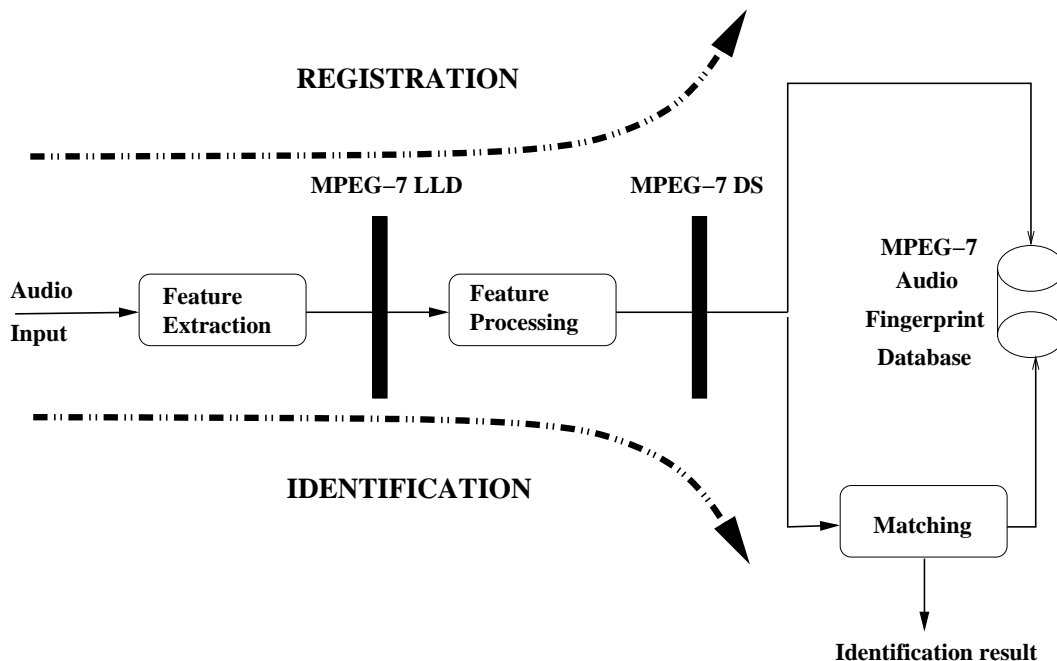 REGISTRATION
MPEG–7 LLD
MPEG–7 DS
Audio
Input
Feature
Extraction
Feature
Processing
MPEG–7
Audio
Fingerprint
Database
IDENTIFICATION
Matching
Identification result